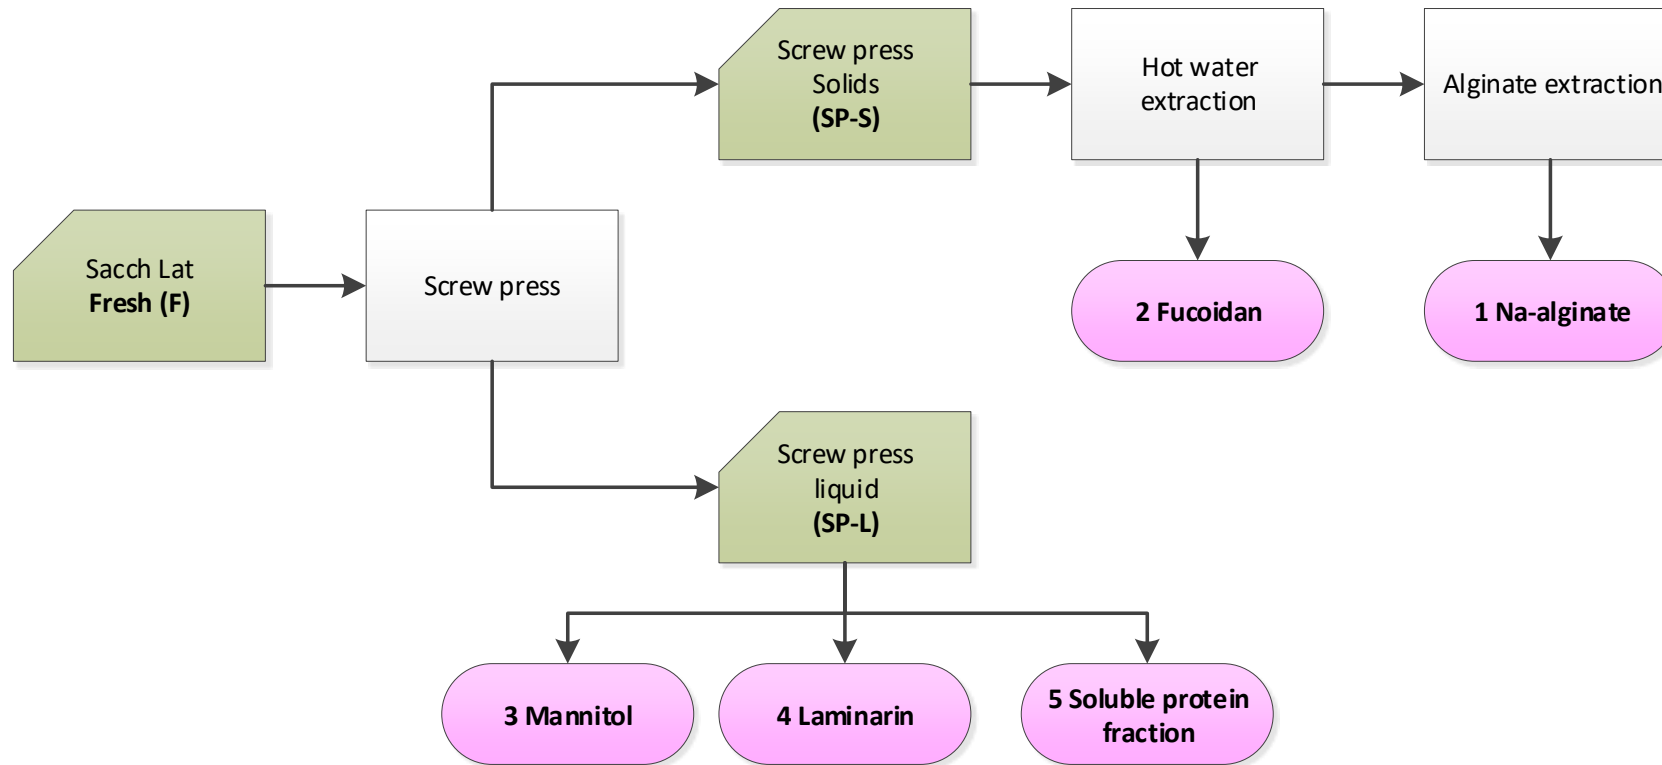 Screw press
Solids
(SP-S)
Hot water
extraction
Alginate extraction
Sacch Lat
Fresh (F)
Screw press
2 Fucoidan
1 Na-alginate
Screw press
liquid
(SP-L)
3 Mannitol
4 Laminarin
5 Soluble protein
fraction